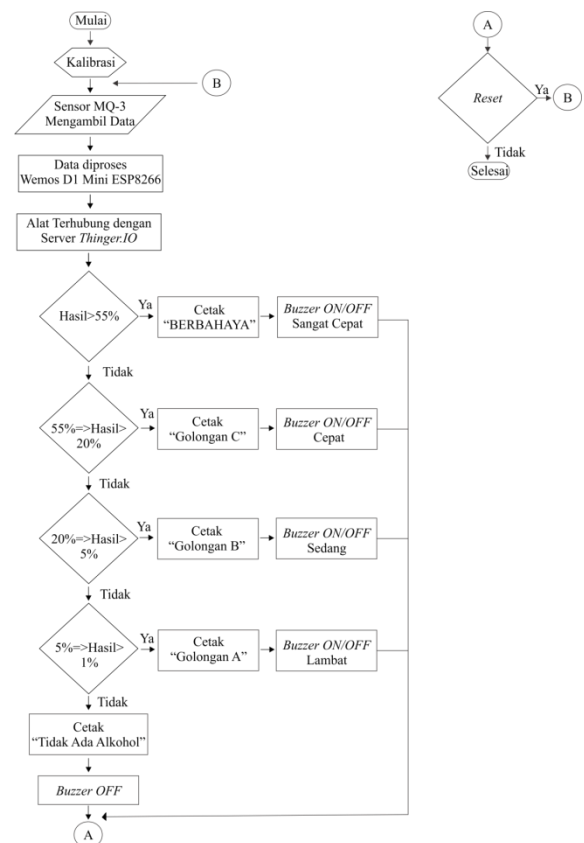 Mulai
Kalibrasi
B
Sensor MQ-3
Mengambil Data
Data diproses
Wemos D1 Mini ESP8266
Alat Terhubung dengan
Server Thinger.IO
Hasil>55%
Ya
Cetak
“BERBAHAYA”
Buzzer ON/OFF
Sangat Cepat
Tidak
55%=>Hasil>
20%
Ya
Cetak
“Golongan C”
Buzzer ON/OFF
Cepat
Tidak
20%=>Hasil>
5%
Ya
Cetak
“Golongan B”
Buzzer ON/OFF
Sedang
Tidak
5%=>Hasil>
1%
Ya
Cetak
“Golongan A”
Buzzer ON/OFF
Lambat
Tidak
Cetak
“Tidak Ada Alkohol”
Buzzer OFF
A
A
Reset
Ya
B
Tidak
Selesai